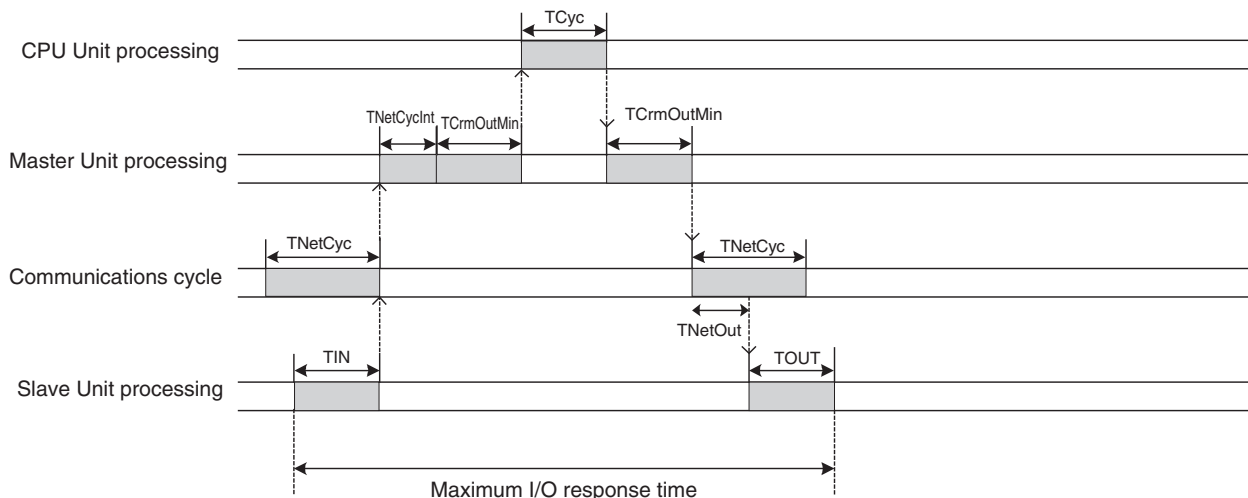 TCyc
CPU Unit processing
TNetCycInt
TCrmOutMin
TCrmOutMin
Master Unit processing
TNetCyc
TNetCyc
Communications cycle
TNetOut
TIN
TOUT
Slave Unit processing
Maximum I/O response time